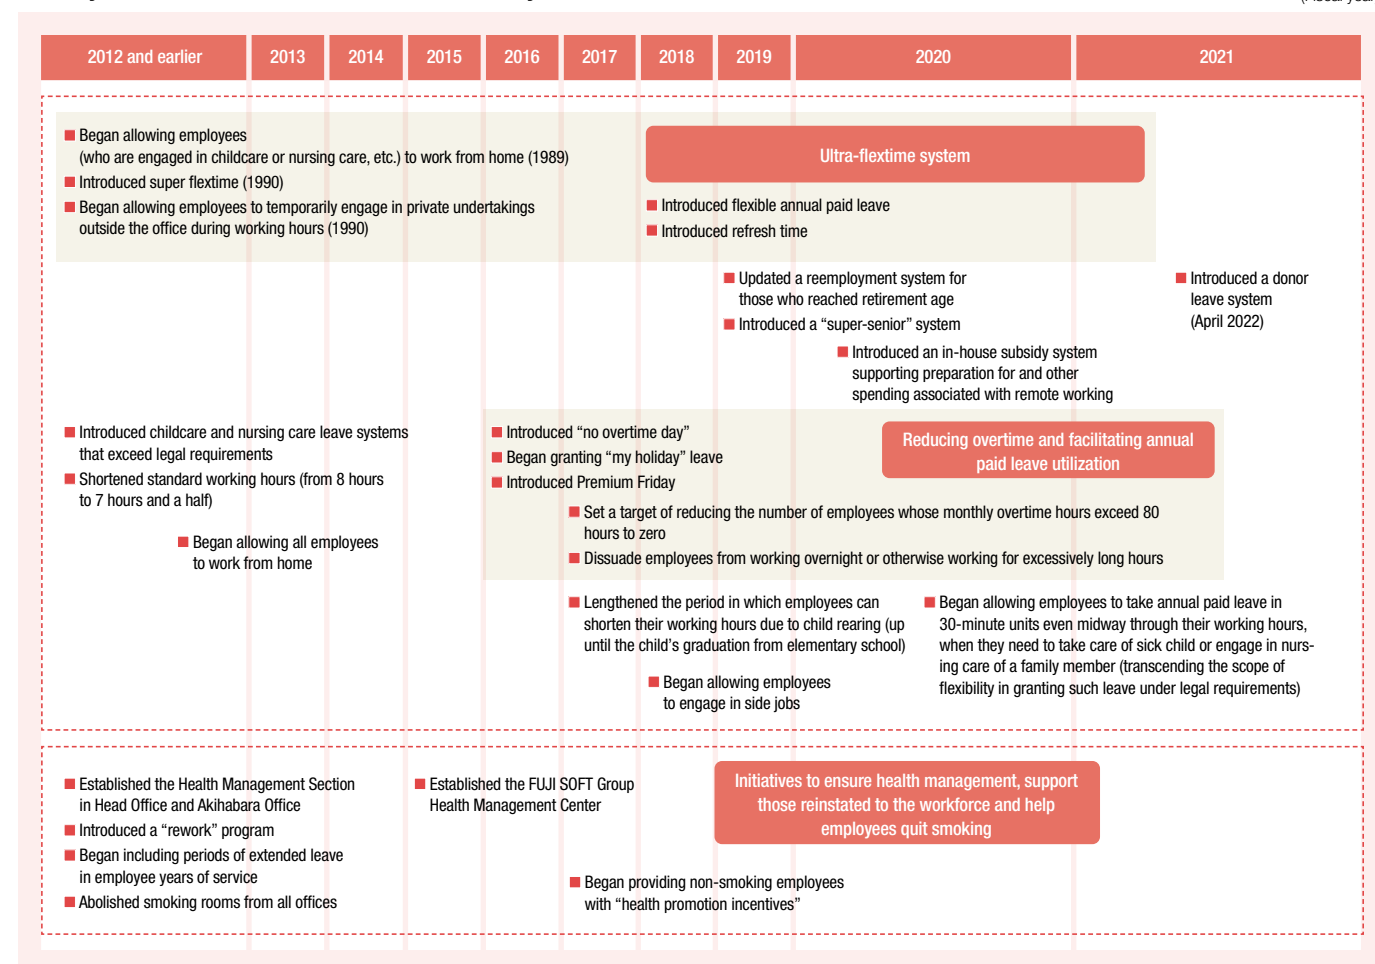 2012 and earlier
2013
2014
2015
2016
2017
2018
2019
2020
2021
Began allowing employees
(who are engaged in childcare or nursing care, etc.) to work from home (1989)
Introduced super flextime (1990)
Began allowing employees to temporarily engage in private undertakings
outside the office during working hours (1990)
Ultra-flextime system
Introduced flexible annual paid leave
Introduced refresh time
Updated a reemployment system for
those who reached retirement age
Introduced a “super-senior” system
Introduced a donor
leave system
(April 2022)
Introduced an in-house subsidy system
supporting preparation for and other
spending associated with remote working
Introduced childcare and nursing care leave systems
that exceed legal requirements
Shortened standard working hours (from 8 hours
to 7 hours and a half)
Began allowing all employees
to work from home
Introduced “no overtime day”
Began granting “my holiday” leave
Introduced Premium Friday
Reducing overtime and facilitating annual
paid leave utilization
Set a target of reducing the number of employees whose monthly overtime hours exceed 80
hours to zero
Dissuade employees from working overnight or otherwise working for excessively long hours
Lengthened the period in which employees can
shorten their working hours due to child rearing (up
until the child’s graduation from elementary school)
Began allowing employees
to engage in side jobs
Began allowing employees to take annual paid leave in
30-minute units even midway through their working hours,
when they need to take care of sick child or engage in nurs-
ing care of a family member (transcending the scope of
flexibility in granting such leave under legal requirements)
Established the Health Management Section
in Head Office and Akihabara Office
Introduced a “rework” program
Began including periods of extended leave
in employee years of service
Abolished smoking rooms from all offices
Established the FUJI SOFT Group
Health Management Center
Initiatives to ensure health management, support
those reinstated to the workforce and help
employees quit smoking
Began providing non-smoking employees
with “health promotion incentives”